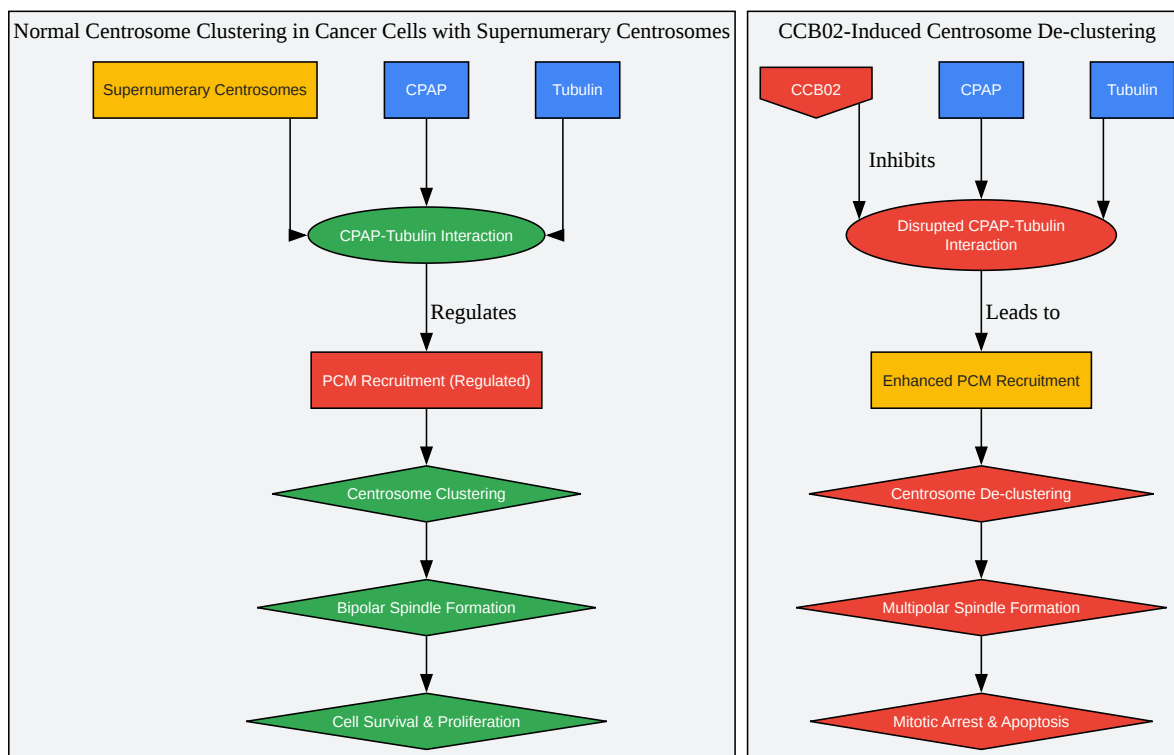 Normal Centrosome Clustering in Cancer Cells with Supernumerary Centrosomes
Supernumerary Centrosomes
CPAP
Tubulin
CPAP-Tubulin Interaction
Regulates
PCM Recruitment (Regulated)
Centrosome Clustering
Bipolar Spindle Formation
Cell Survival & Proliferation
CCB02-Induced Centrosome De-clustering
CCB02
CPAP
Tubulin
Inhibits
Disrupted CPAP-Tubulin
Interaction
Leads to
Enhanced PCM Recruitment
Centrosome De-clustering
Multipolar Spindle Formation
Mitotic Arrest & Apoptosis